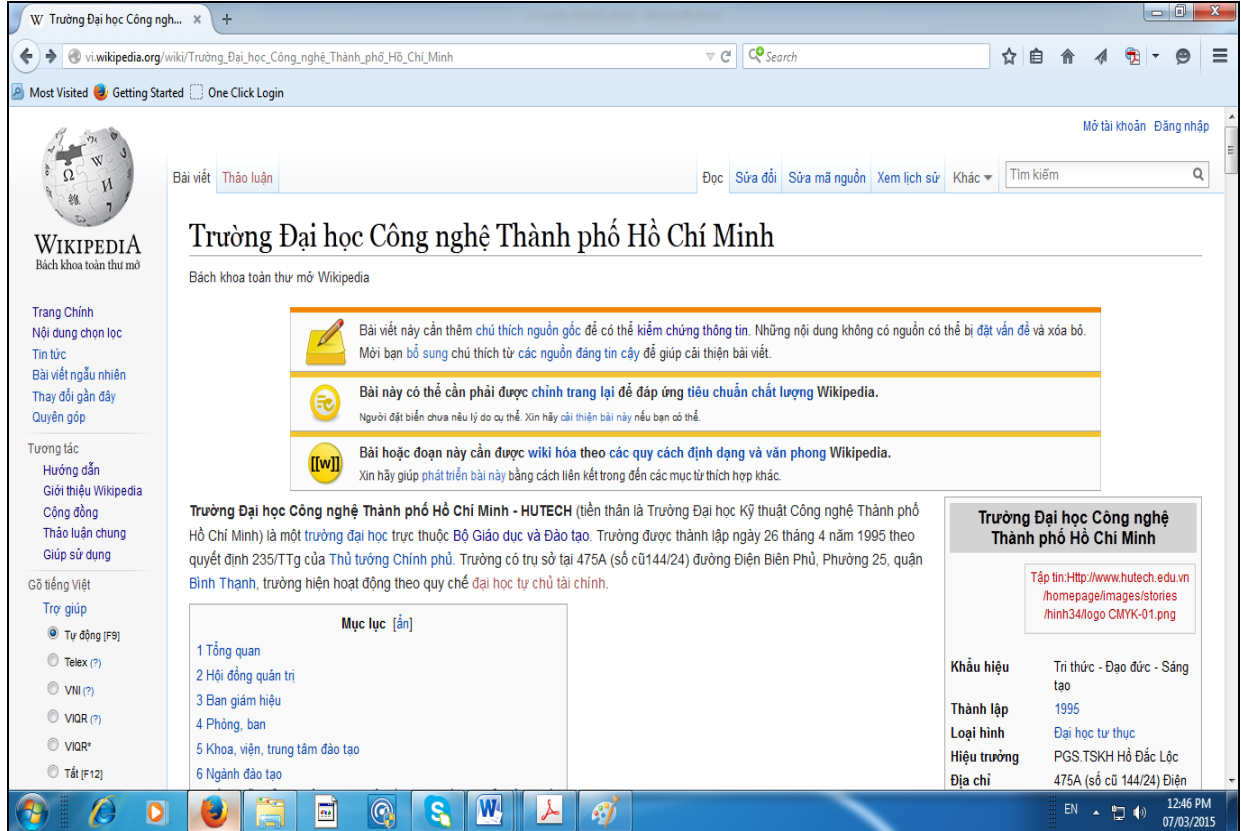 Trường Đại học Công ngh... ×
vi.wikipedia.org/wiki/Trường_Đại_học_Công_nghệ_Thành_phố_Hồ_Chí_Minh
Search
Most Visited Getting Started One Click Login
Mở tài khoản Đăng nhập
Bài viết Thảo luận Đọc Sửa đổi Sửa mã nguồn Xem lịch sử Khác Tìm kiếm
WIKIPEDIA
Bách khoa toàn thư mở
Trường Đại học Công nghệ Thành phố Hồ Chí Minh
Bách khoa toàn thư mở Wikipedia
Trang Chính
Nội dung chọn lọc
Tin tức
Bài viết ngẫu nhiên
Thay đổi gần đây
Quyên góp
Tương tác
Hướng dẫn
Giới thiệu Wikipedia
Cộng đồng
Thảo luận chung
Giúp sử dụng
Gõ tiếng Việt
Trợ giúp
Tự động [F9]
Telex (?)
VNI (?)
VIQR (?)
VIQR*
Tắt [F12]
Bài viết này cần thêm chú thích nguồn gốc để có thể kiểm chứng thông tin. Những nội dung không có nguồn có thể bị đặt vấn đề và xóa bỏ.
Mời bạn bổ sung chú thích từ các nguồn đáng tin cậy để giúp cải thiện bài viết.
Bài này có thể cần phải được chỉnh trang lại để đáp ứng tiêu chuẩn chất lượng Wikipedia.
Người đặt biển chưa nêu lý do cụ thể. Xin hãy cải thiện bài này nếu bạn có thể.
[[w]]
Bài hoặc đoạn này cần được wiki hóa theo các quy cách định dạng và văn phong Wikipedia.
Xin hãy giúp phát triển bài này bằng cách liên kết trong đến các mục từ thích hợp khác.
Trường Đại học Công nghệ Thành phố Hồ Chí Minh - HUTECH (tiền thân là Trường Đại học Kỹ thuật Công nghệ Thành phố
Hồ Chí Minh) là một trường đại học trực thuộc Bộ Giáo dục và Đào tạo. Trường được thành lập ngày 26 tháng 4 năm 1995 theo
quyết định 235/TTg của Thủ tướng Chính phủ. Trường có trụ sở tại 475A (số cũ144/24) đường Điện Biên Phủ, Phường 25, quận
Bình Thạnh, trường hiện hoạt động theo quy chế đại học tự chủ tài chính.
Mục lục [ẩn]
1 Tổng quan
2 Hội đồng quản trị
3 Ban giám hiệu
4 Phòng, ban
5 Khoa, viện, trung tâm đào tạo
6 Ngành đào tạo
Trường Đại học Công nghệ
Thành phố Hồ Chí Minh
Tập tin:Http://www.hutech.edu.vn
/homepage/images/stories
/hinh34/logo CMYK-01.png
Khẩu hiệu Tri thức - Đạo đức - Sáng
tạo
Thành lập 1995
Loại hình Đại học tư thục
Hiệu trưởng PGS.TSKH Hồ Đắc Lộc
Địa chỉ 475A (số cũ 144/24) Điện
EN 12:46 PM
07/03/2015